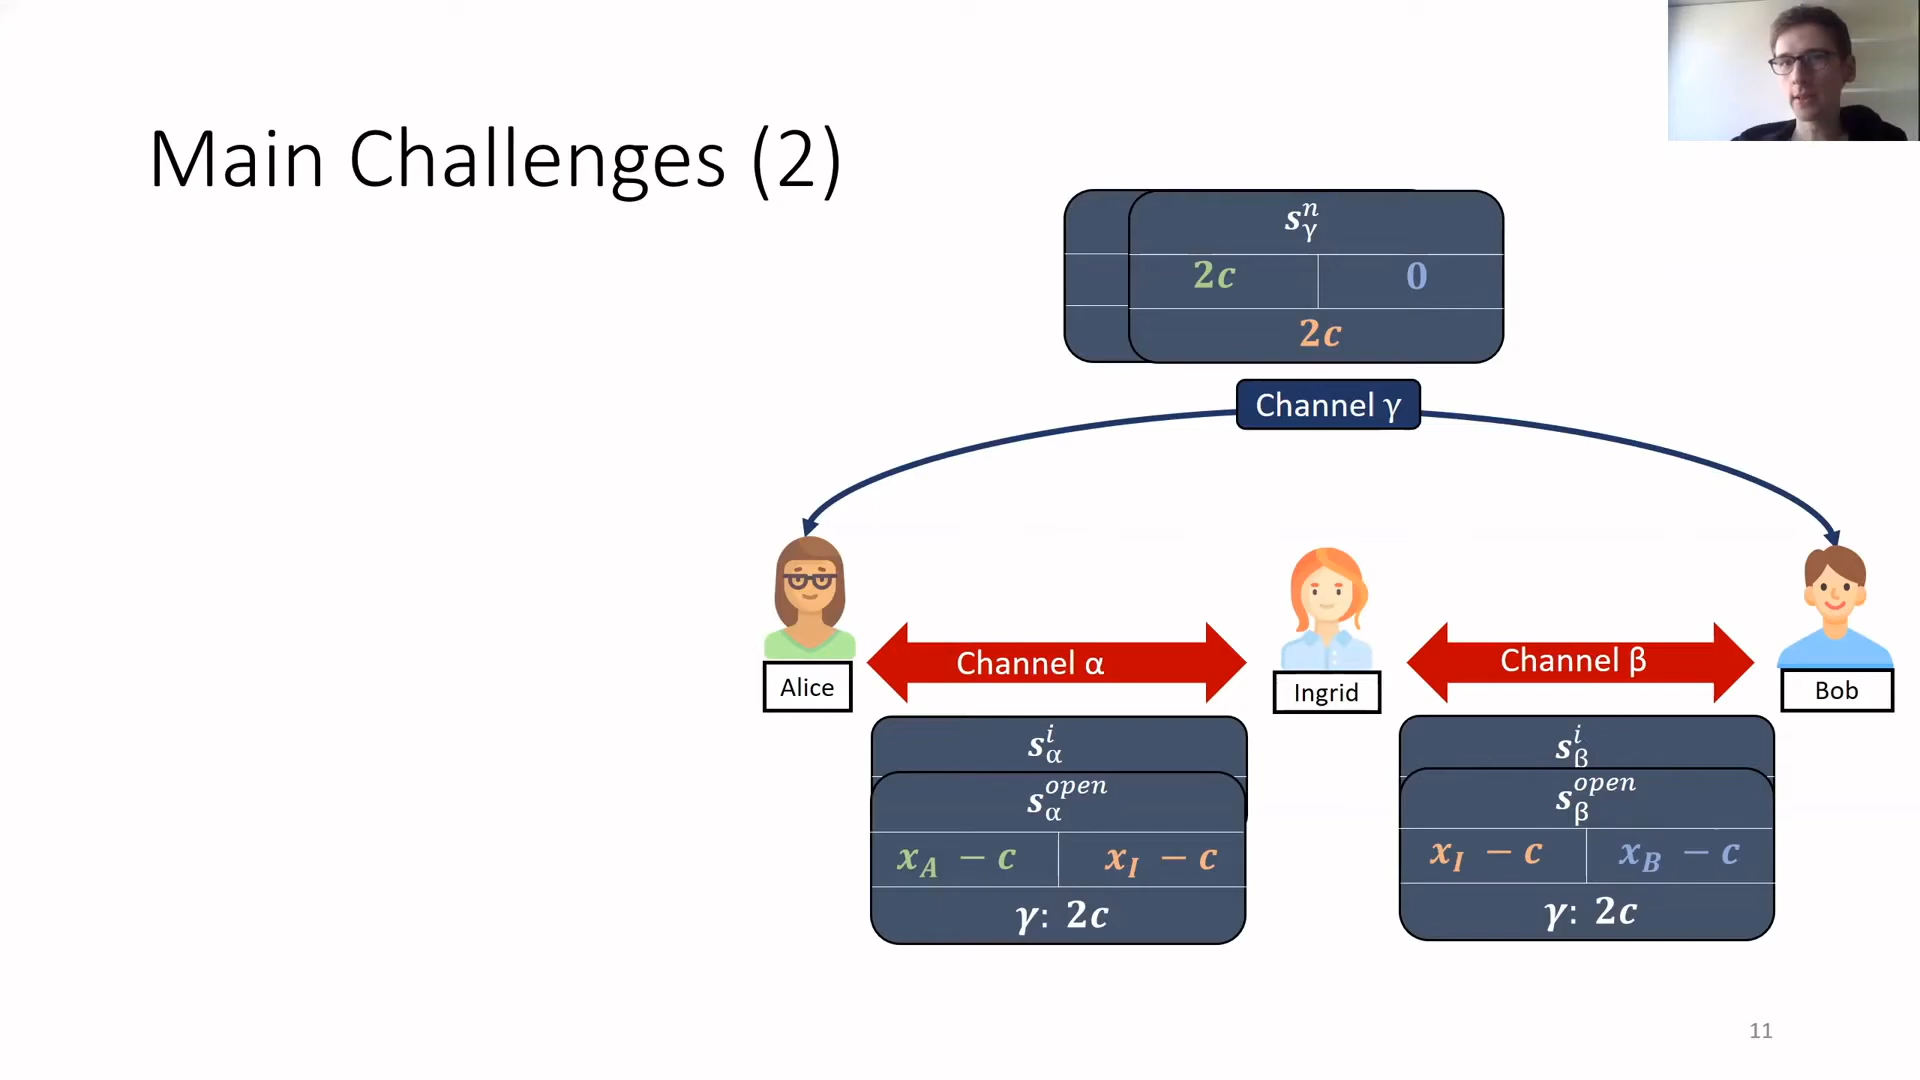 Main Challenges (2)
s^n_γ
2c 0
2c
Channel γ
Channel α
Channel β
Alice
Ingrid
Bob
s^i_α
s^open_α
x_A − c x_I − c
γ: 2c
s^i_β
s^open_β
x_I − c x_B − c
γ: 2c
11